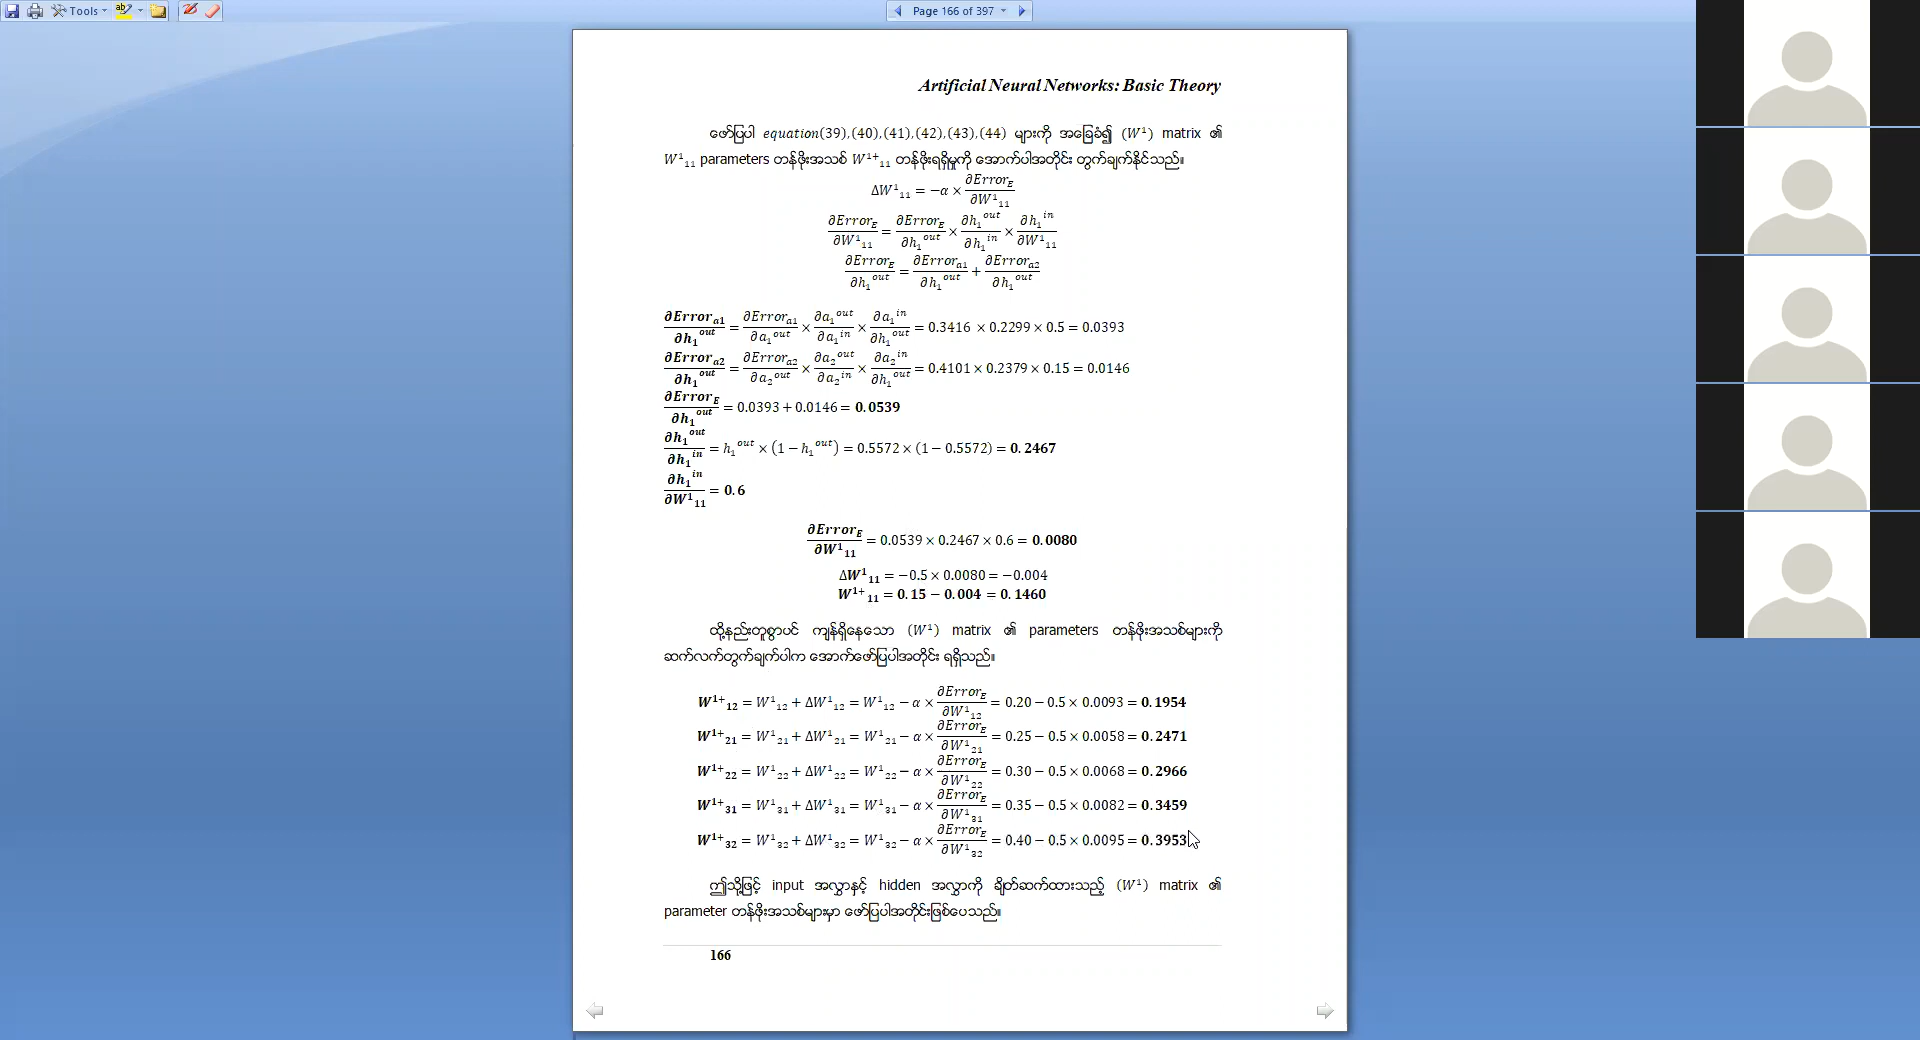 Tools
Page 166 of 397
Artificial Neural Networks: Basic Theory
ဖော်ပြပါ equation(39),(40),(41),(42),(43),(44) များကို အခြေခံ၍ (W¹) matrix ၏
W¹₁₁ parameters တန်ဖိုးအသစ် W¹⁺₁₁ တန်ဖိုးရရှိမှုကို အောက်ပါအတိုင်း တွက်ချက်နိုင်သည်။
ΔW¹₁₁ = −α × ∂Error_E/∂W¹₁₁
∂Error_E/∂W¹₁₁ = ∂Error_E/∂h₁^out × ∂h₁^out/∂h₁^in × ∂h₁^in/∂W¹₁₁
∂Error_E/∂h₁^out = ∂Error_a1/∂h₁^out + ∂Error_a2/∂h₁^out
∂Error_a1/∂h₁^out = ∂Error_a1/∂a₁^out × ∂a₁^out/∂a₁^in × ∂a₁^in/∂h₁^out = 0.3416 × 0.2299 × 0.5 = 0.0393
∂Error_a2/∂h₁^out = ∂Error_a2/∂a₂^out × ∂a₂^out/∂a₂^in × ∂a₂^in/∂h₁^out = 0.4101 × 0.2379 × 0.15 = 0.0146
∂Error_E/∂h₁^out = 0.0393 + 0.0146 = 0.0539
∂h₁^out/∂h₁^in = h₁^out × (1 − h₁^out) = 0.5572 × (1 − 0.5572) = 0.2467
∂h₁^in/∂W¹₁₁ = 0.6
∂Error_E/∂W¹₁₁ = 0.0539 × 0.2467 × 0.6 = 0.0080
ΔW¹₁₁ = −0.5 × 0.0080 = −0.004
W¹⁺₁₁ = 0.15 − 0.004 = 0.1460
ထို့နည်းတူစွာပင် ကျန်ရှိနေသော (W¹) matrix ၏ parameters တန်ဖိုးအသစ်များကို
ဆက်လက်တွက်ချက်ပါက အောက်ဖော်ပြပါအတိုင်း ရရှိသည်။
W¹⁺₁₂ = W¹₁₂ + ΔW¹₁₂ = W¹₁₂ − α × ∂Error_E/∂W¹₁₂ = 0.20 − 0.5 × 0.0093 = 0.1954
W¹⁺₂₁ = W¹₂₁ + ΔW¹₂₁ = W¹₂₁ − α × ∂Error_E/∂W¹₂₁ = 0.25 − 0.5 × 0.0058 = 0.2471
W¹⁺₂₂ = W¹₂₂ + ΔW¹₂₂ = W¹₂₂ − α × ∂Error_E/∂W¹₂₂ = 0.30 − 0.5 × 0.0068 = 0.2966
W¹⁺₃₁ = W¹₃₁ + ΔW¹₃₁ = W¹₃₁ − α × ∂Error_E/∂W¹₃₁ = 0.35 − 0.5 × 0.0082 = 0.3459
W¹⁺₃₂ = W¹₃₂ + ΔW¹₃₂ = W¹₃₂ − α × ∂Error_E/∂W¹₃₂ = 0.40 − 0.5 × 0.0095 = 0.3953
ဤသို့ဖြင့် input အလွှာနှင့် hidden အလွှာကို ချိတ်ဆက်ထားသည့် (W¹) matrix ၏
parameter တန်ဖိုးအသစ်များမှာ ဖော်ပြပါအတိုင်းဖြစ်ပေသည်။
166